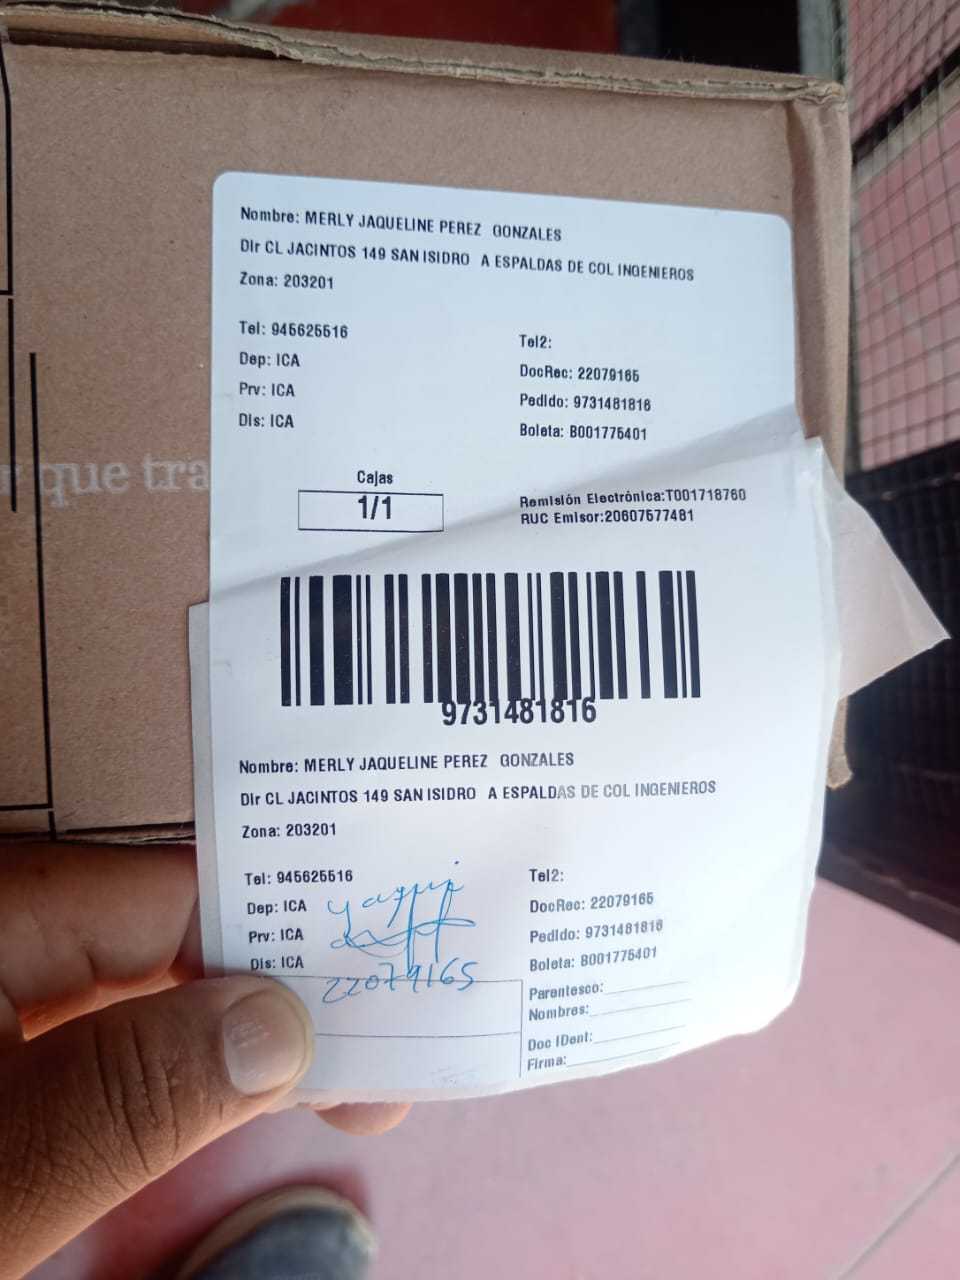 que tra
Nombre: MERLY JAQUELINE PEREZ GONZALES
DIr CL JACINTOS 149 SAN ISIDRO A ESPALDAS DE COL INGENIEROS
Zona: 203201
Tel: 945625516
Tel2:
Dep: ICA
DocRec: 22079165
Prv: ICA
Pedido: 9731481816
Dis: ICA
Boleta: B001775401
Cajas
1/1
Remisión Electrónica:T001718760
RUC Emisor:20607577481
9731481816
Nombre: MERLY JAQUELINE PEREZ GONZALES
DIr CL JACINTOS 149 SAN ISIDRO A ESPALDAS DE COL INGENIEROS
Zona: 203201
Tel: 945625516
Tel2:
Dep: ICA
DocRec: 22079165
Prv: ICA
Pedido: 9731481816
Dis: ICA
Boleta: B001775401
22079165
Parentesco:
Nombres:
Doc IDent:
Firma: